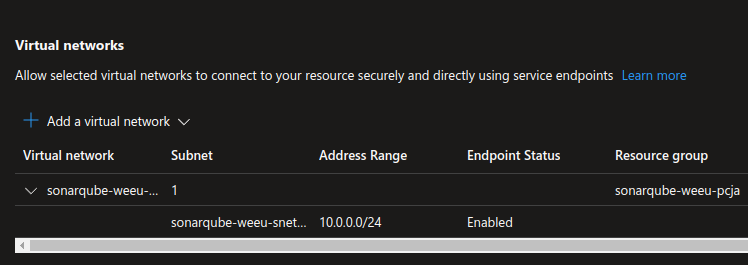 Virtual networks
Allow selected virtual networks to connect to your resource securely and directly using service endpoints Learn more
Add a virtual network
Virtual network Subnet Address Range Endpoint Status Resource group
sonarqube-weeu-... 1 sonarqube-weeu-pcja
sonarqube-weeu-snet... 10.0.0.0/24 Enabled